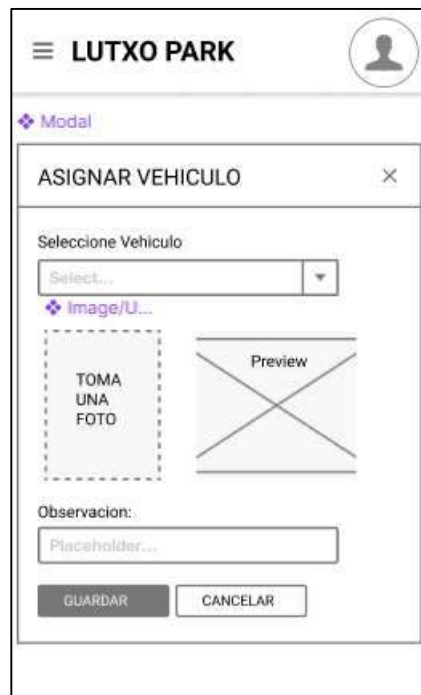 LUTXO PARK
Modal
ASIGNAR VEHICULO
Seleccione Vehiculo
Select...
Image/U...
TOMA
UNA
FOTO
Preview
Observacion:
Placeholder...
GUARDAR
CANCELAR